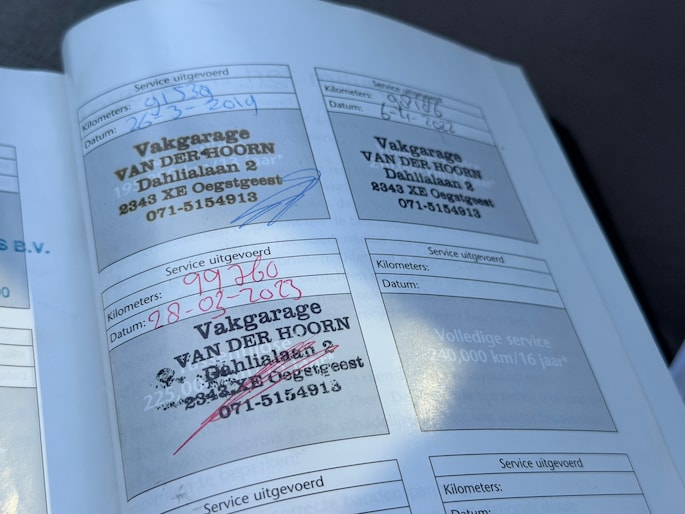 Service uitgevoerd
Kilometers: 91539
Datum: 26-3-2019
Vakgarage
VAN DER HOORN
Dahlialaan 2
2343 XE Oegstgeest
071-5154913
Service uitgevoerd
Kilometers:
Datum:
Vakgarage
VAN DER HOORN
Dahlialaan 2
2343 XE Oegstgeest
071-5154913
Service uitgevoerd
Kilometers: 99760
Datum: 28-03-2023
Vakgarage
VAN DER HOORN
Dahlialaan 2
2343 XE Oegstgeest
071-5154913
Service uitgevoerd
Kilometers:
Datum:
Volledige service
240,000 km/16 jaar*
Service uitgevoerd
Service uitgevoerd
Kilometers:
S B.V.